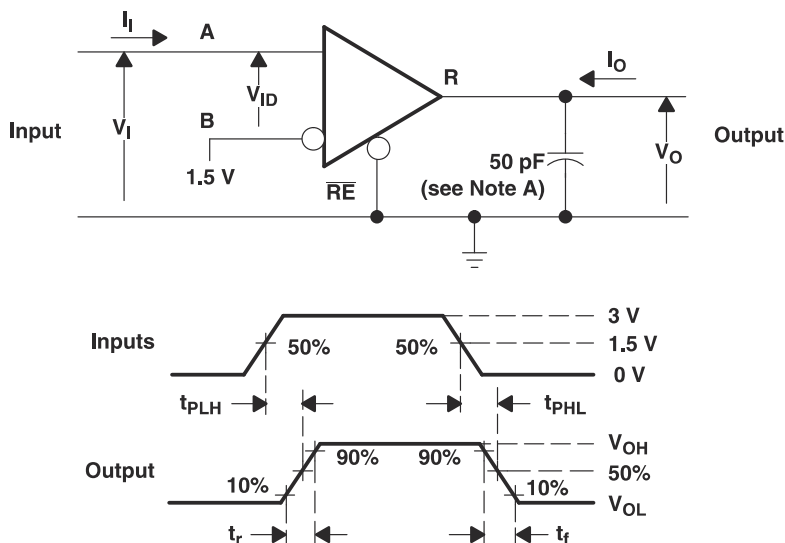 I_I
A
I_O
R
V_ID
Input
V_I
B
Output
V_O
50 pF
1.5 V
R̅E̅
(see Note A)
3 V
Inputs
50%
50%
1.5 V
0 V
t_PLH
t_PHL
V_OH
Output
90%
90%
50%
10%
10%
V_OL
t_r
t_f